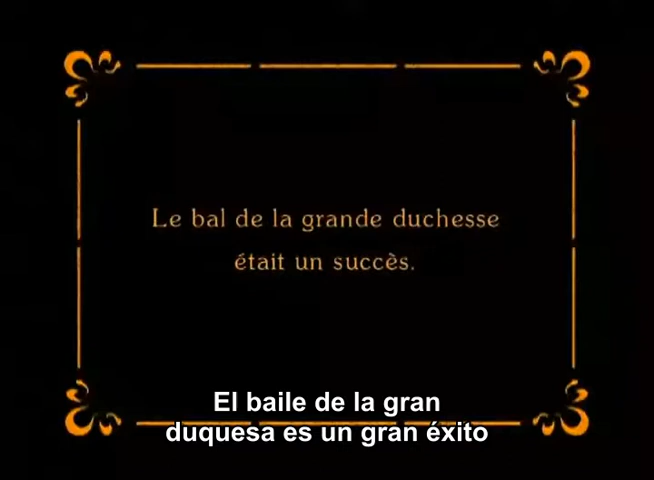 Le bal de la grande duchesse
était un succès.
El baile de la gran
duquesa es un gran éxito